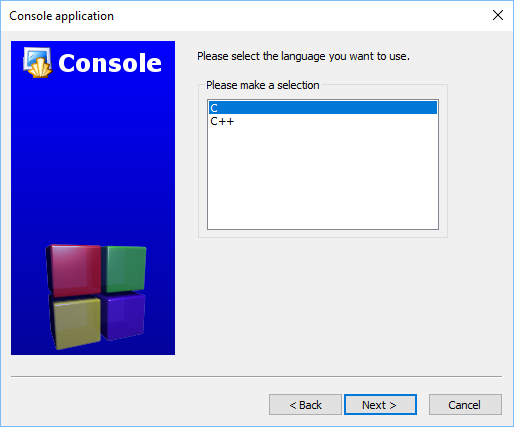 Console application
Console
Please select the language you want to use.
Please make a selection
C
C++
< Back
Next >
Cancel